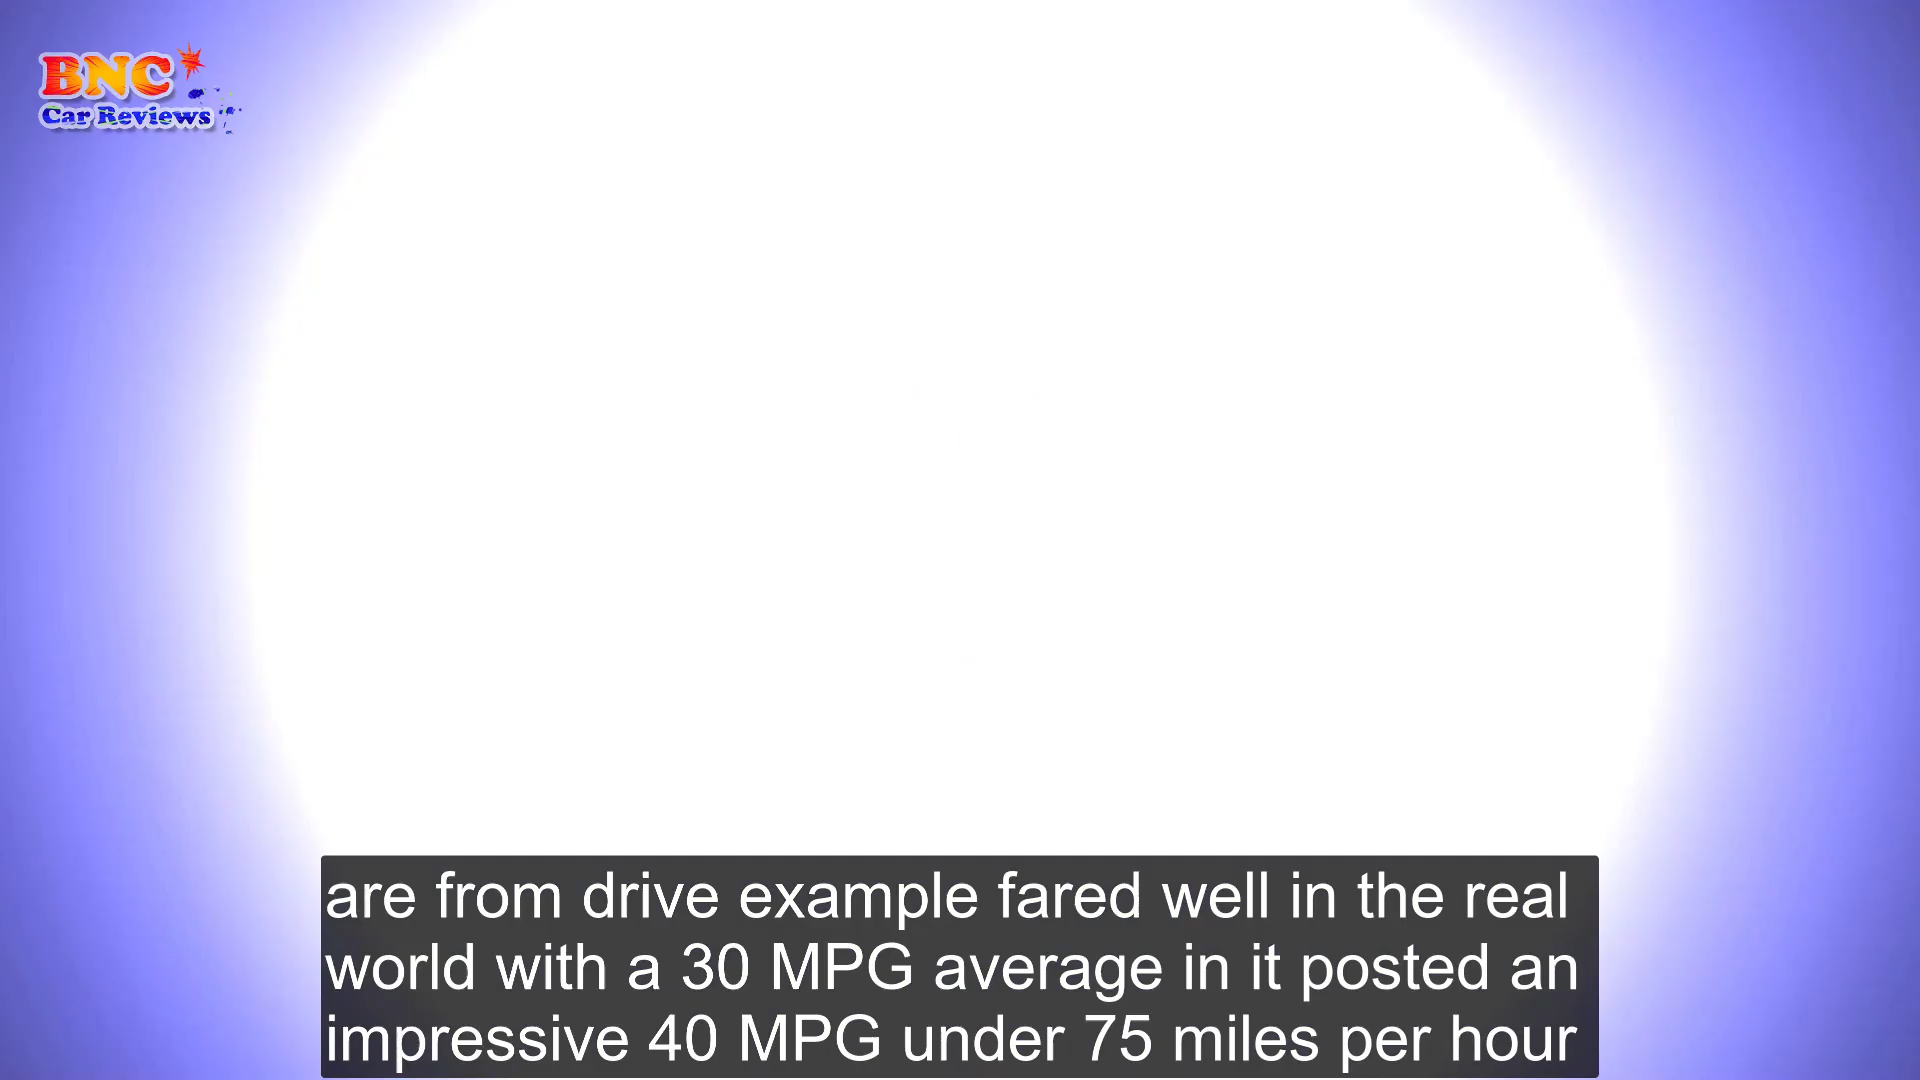 BNC
Car Reviews
are from drive example fared well in the real
world with a 30 MPG average in it posted an
impressive 40 MPG under 75 miles per hour